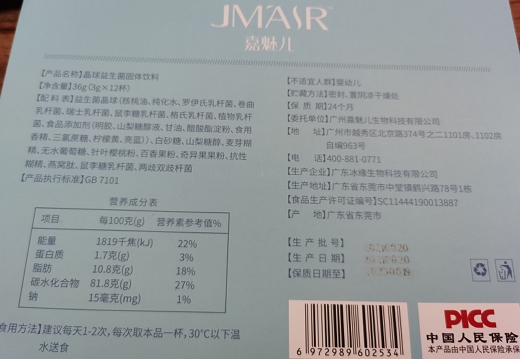 JMASR
嘉魅儿
【产品名称】晶球益生菌固体饮料
【净含量】36g(3g×12杯)
【配 料 表】益生菌晶球(核桃油、纯化水、罗伊氏乳杆菌、卷曲
乳杆菌、瑞士乳杆菌、鼠李糖乳杆菌、格氏乳杆菌、植物乳杆
菌、食品添加剂(明胶、山梨糖醇液、甘油、醋酸酯淀粉、食用
香精、三氯蔗糖、柠檬黄、亮蓝))、白砂糖、山梨糖醇、麦芽糊
精、无水葡萄糖、针叶樱桃粉、百香果粉、奇异果果粉、抗性
糊精、燕窝肽、鼠李糖乳杆菌、两歧双歧杆菌
【产品执行标准】GB 7101
营养成分表
项目 每100克(g) 营养素参考值%
能量 1819千焦(kJ) 22%
蛋白质 1.7克(g) 3%
脂肪 10.8克(g) 18%
碳水化合物 81.8克(g) 27%
钠 15毫克(mg) 1%
食用方法】建议每天1-2次，每次取本品一杯，30℃以下温
水送食
【不适宜人群】婴幼儿
【贮藏方法】密封、置阴凉干燥处
【保 质 期】24个月
【委托单位】广州嘉魅儿生物科技有限公司
【地 址】广州市越秀区北京路374号之二1101房、1102房
自编963号
【电 话】400-881-0771
【生产企业】广东冰缘生物科技有限公司
【生产地址】广东省东莞市中堂镇鹤兴路78号1栋
【食品生产许可证编号】SC11444190013887
【产 地】广东省东莞市
【生 产 批 号】
【生 产 日 期】
【保质日期至】
6 972989 602534
PICC
中国人民保险
本产品由中国人民保险承保